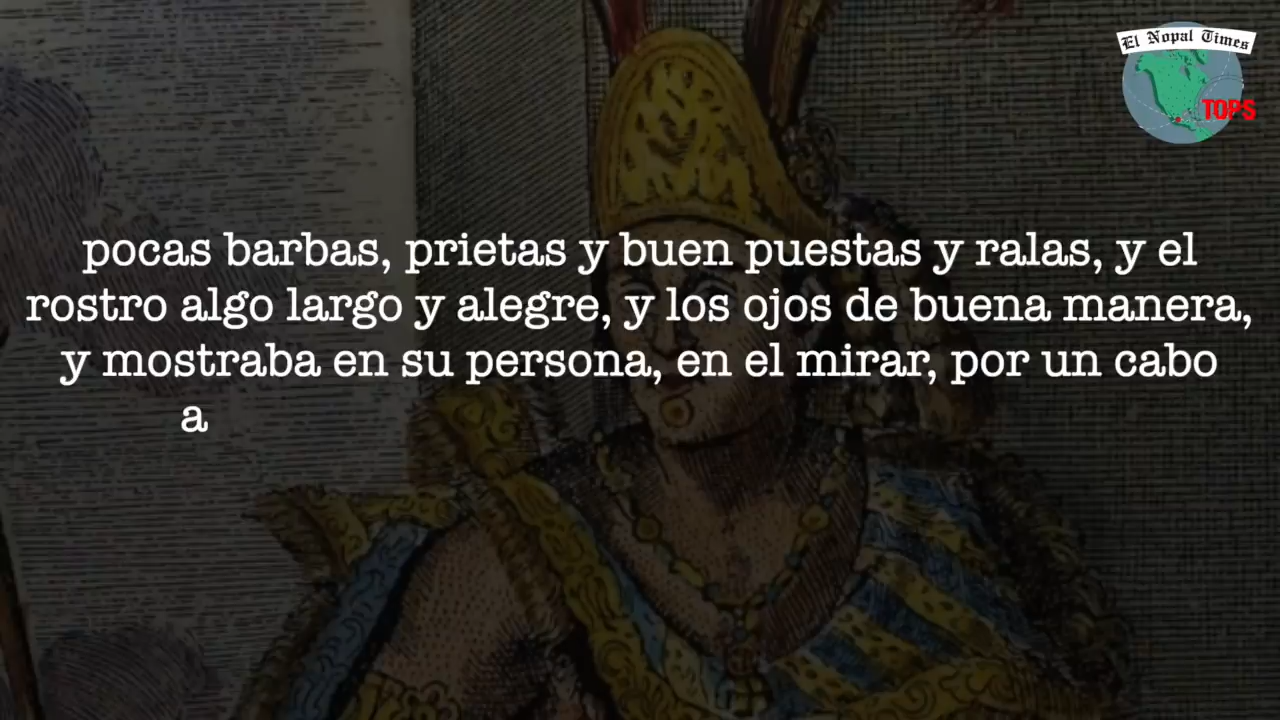 El Nopal Times
TOPS
pocas barbas, prietas y buen puestas y ralas, y el
rostro algo largo y alegre, y los ojos de buena manera,
y mostraba en su persona, en el mirar, por un cabo
a